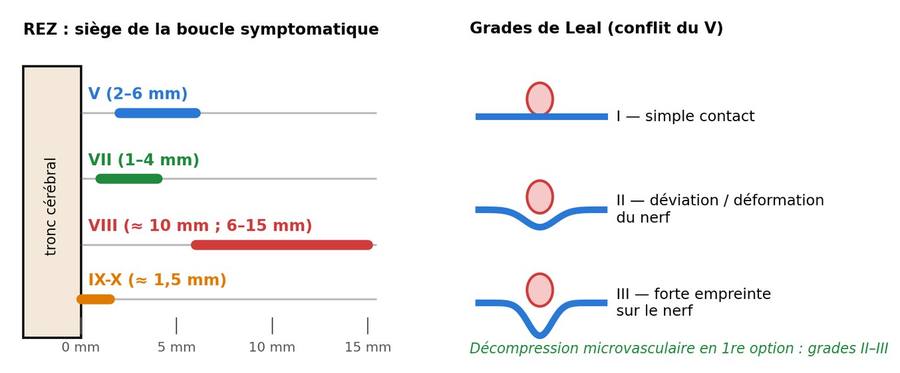 REZ : siège de la boucle symptomatique
tronc cérébral
V (2–6 mm)
VII (1–4 mm)
VIII (≈ 10 mm ; 6–15 mm)
IX-X (≈ 1,5 mm)
0 mm
5 mm
10 mm
15 mm
Grades de Leal (conflit du V)
I — simple contact
II — déviation / déformation
du nerf
III — forte empreinte
sur le nerf
Décompression microvasculaire en 1re option : grades II–III